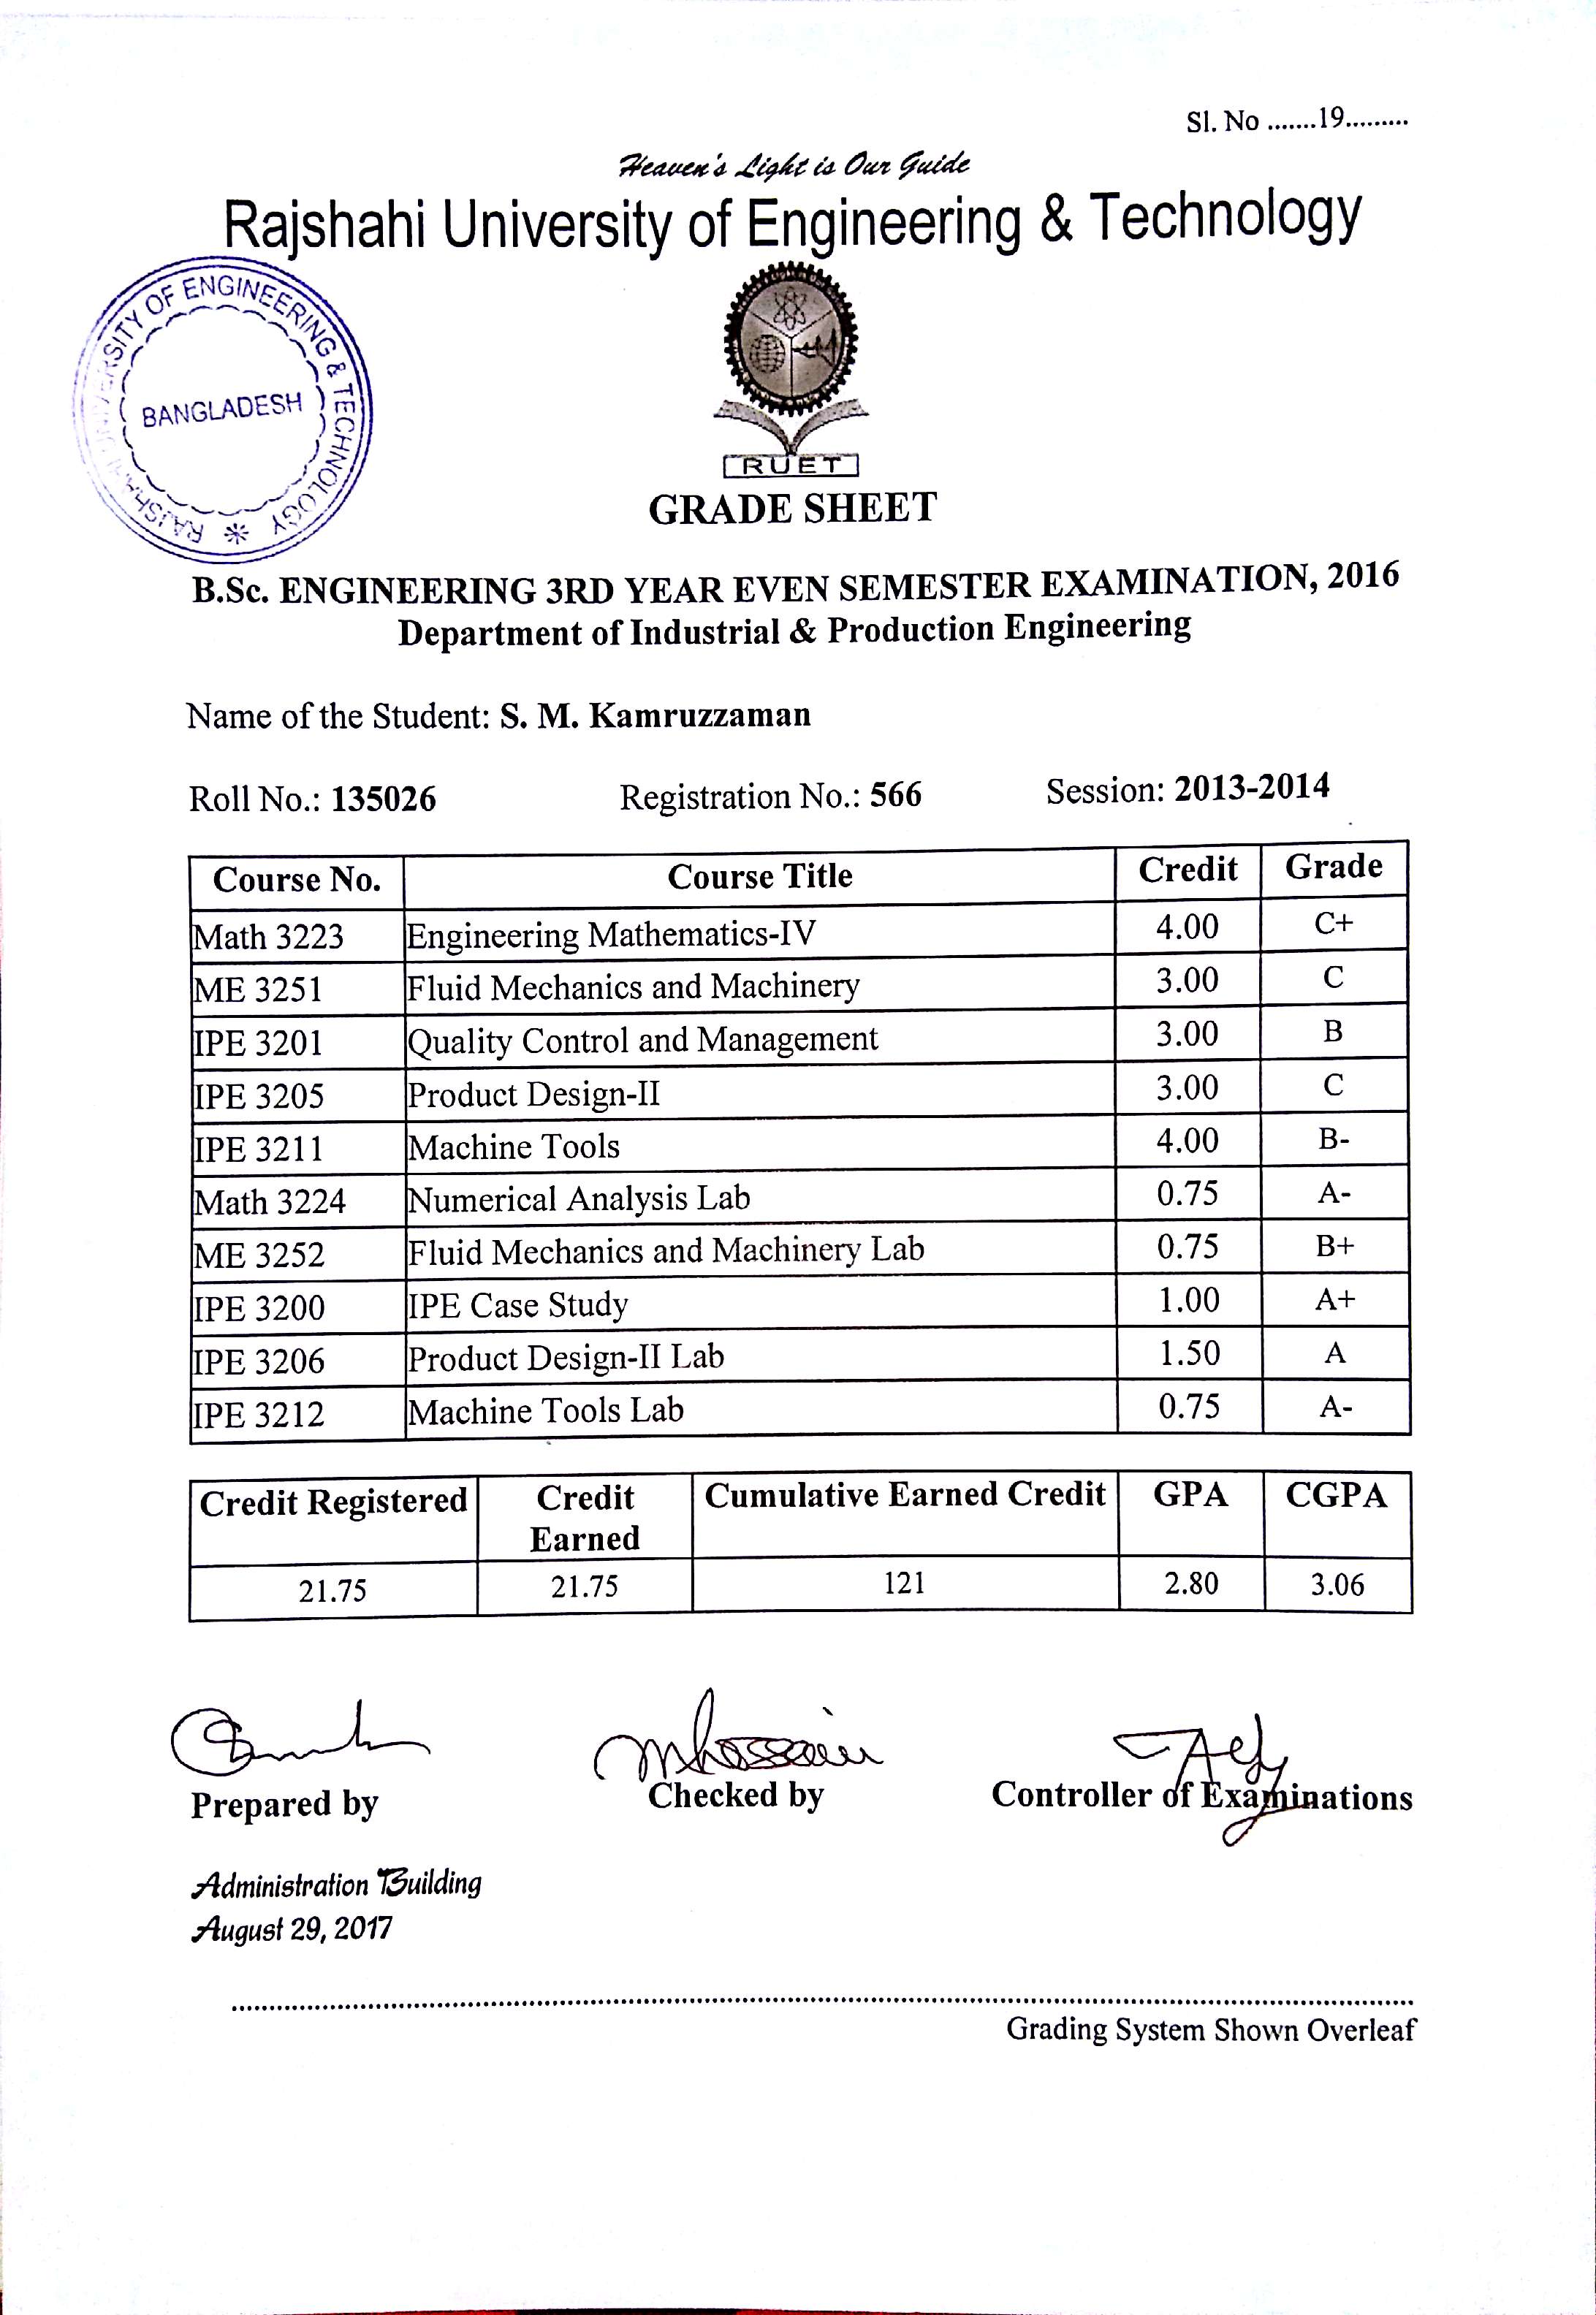 Sl. No .......19.........
Heaven's Light is Our Guide
Rajshahi University of Engineering & Technology
RAJSHAHI UNIVERSITY OF ENGINEERING & TECHNOLOGY
BANGLADESH
RUET
GRADE SHEET
B.Sc. ENGINEERING 3RD YEAR EVEN SEMESTER EXAMINATION, 2016
Department of Industrial & Production Engineering
Name of the Student: S. M. Kamruzzaman
Roll No.: 135026 Registration No.: 566 Session: 2013-2014
Course No. Course Title Credit Grade
Math 3223 Engineering Mathematics-IV 4.00 C+
ME 3251 Fluid Mechanics and Machinery 3.00 C
IPE 3201 Quality Control and Management 3.00 B
IPE 3205 Product Design-II 3.00 C
IPE 3211 Machine Tools 4.00 B-
Math 3224 Numerical Analysis Lab 0.75 A-
ME 3252 Fluid Mechanics and Machinery Lab 0.75 B+
IPE 3200 IPE Case Study 1.00 A+
IPE 3206 Product Design-II Lab 1.50 A
IPE 3212 Machine Tools Lab 0.75 A-
Credit Registered Credit Earned Cumulative Earned Credit GPA CGPA
21.75 21.75 121 2.80 3.06
Mhossain
Prepared by Checked by Controller of Examinations
Administration Building
August 29, 2017
Grading System Shown Overleaf